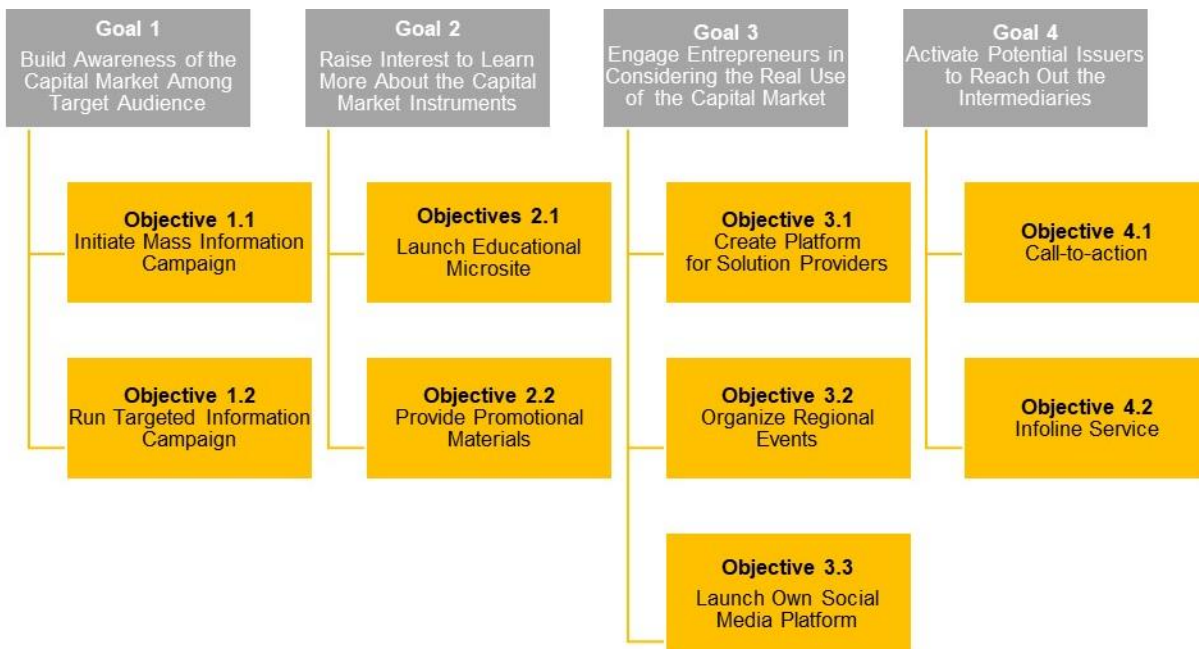 Goal 1
Build Awareness of the
Capital Market Among
Target Audience
Goal 2
Raise Interest to Learn
More About the Capital
Market Instruments
Goal 3
Engage Entrepreneurs in
Considering the Real Use
of the Capital Market
Goal 4
Activate Potential Issuers
to Reach Out the
Intermediaries
Objective 1.1
Initiate Mass Information
Campaign
Objectives 2.1
Launch Educational
Microsite
Objective 3.1
Create Platform
for Solution Providers
Objective 4.1
Call-to-action
Objective 1.2
Run Targeted Information
Campaign
Objective 2.2
Provide Promotional
Materials
Objective 3.2
Organize Regional
Events
Objective 4.2
Infoline Service
Objective 3.3
Launch Own Social
Media Platform